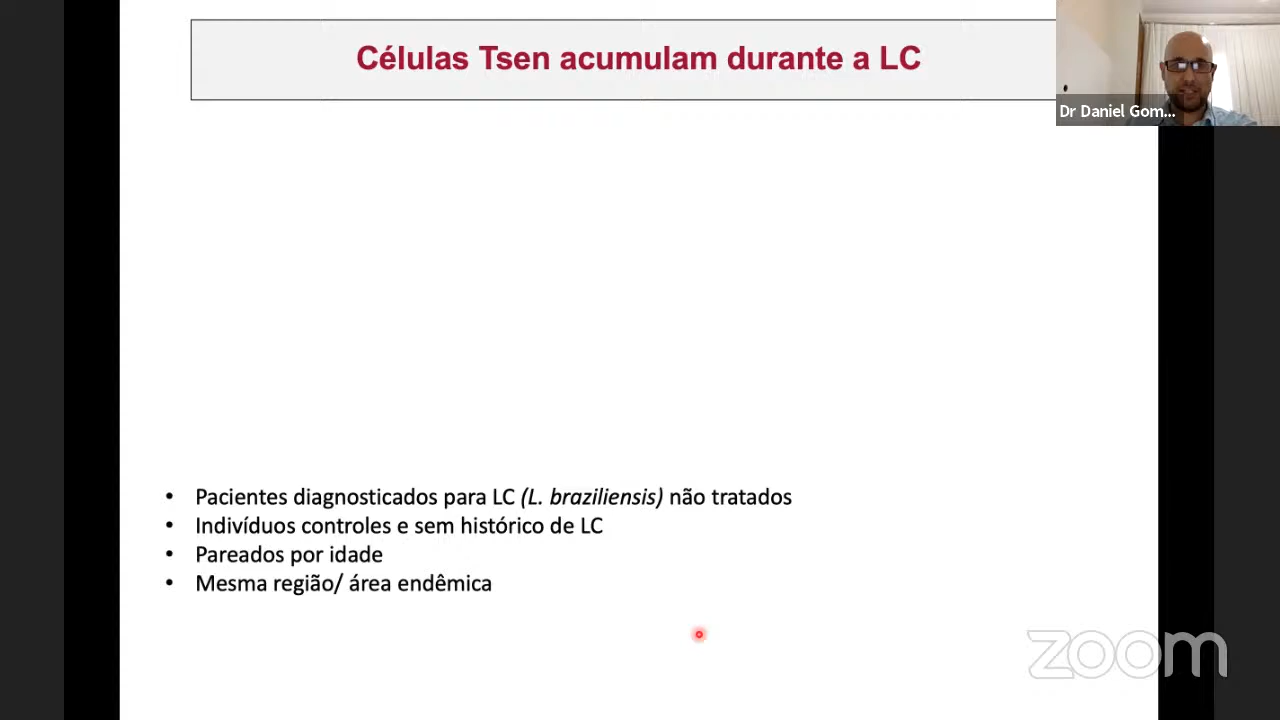 Células Tsen acumulam durante a LC
Dr Daniel Gom...
• Pacientes diagnosticados para LC (L. braziliensis) não tratados
• Indivíduos controles e sem histórico de LC
• Pareados por idade
• Mesma região/ área endêmica
zoom